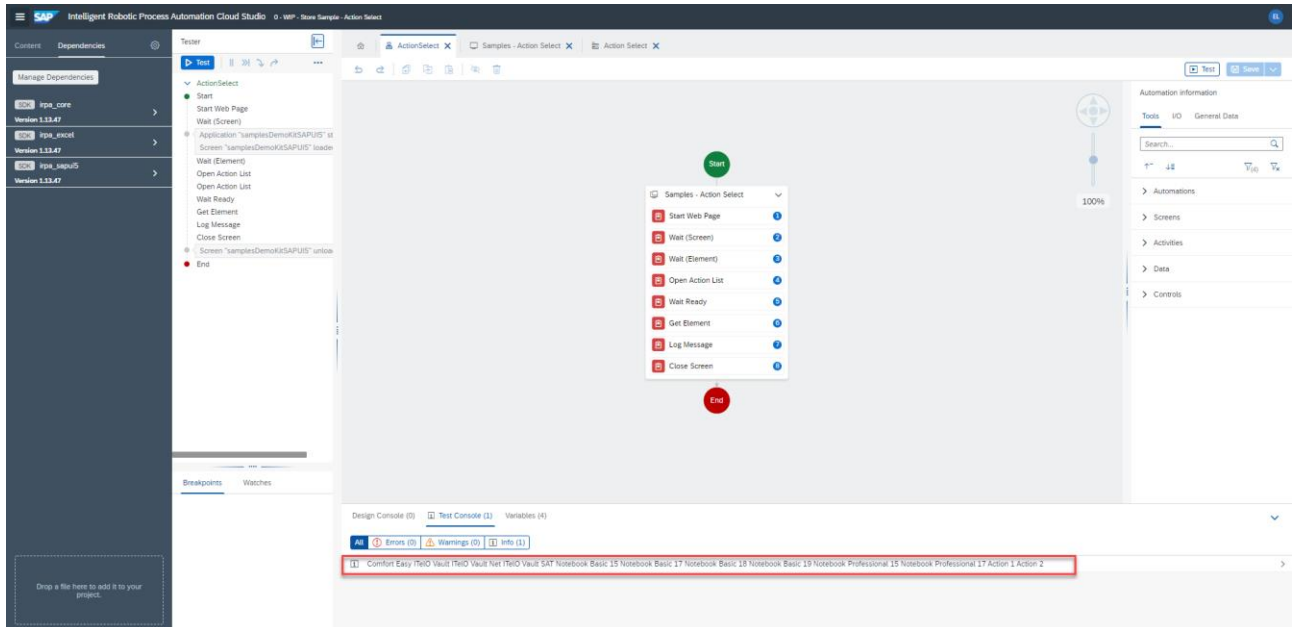 SAP Intelligent Robotic Process Automation Cloud Studio 0 - WIP - Store Sample - Action Select
EL
Content Dependencies
Manage Dependencies
SDK irpa_core
Version 1.13.47
SDK irpa_excel
Version 1.13.47
SDK irpa_sapui5
Version 1.13.47
Drop a file here to add it to your
project.
Tester
Test
ActionSelect
Start
Start Web Page
Wait (Screen)
Application "samplesDemoKitSAPUI5" st
Screen "samplesDemoKitSAPUI5" loade
Wait (Element)
Open Action List
Open Action List
Wait Ready
Get Element
Log Message
Close Screen
Screen "samplesDemoKitSAPUI5" unloa
End
Breakpoints Watches
ActionSelect Samples - Action Select Action Select
Test Save
Start
Samples - Action Select
Start Web Page 1
Wait (Screen) 2
Wait (Element) 3
Open Action List 4
Wait Ready 5
Get Element 6
Log Message 7
Close Screen 8
End
100%
Automation information
Tools I/O General Data
Search...
(4)
Automations
Screens
Activities
Data
Controls
Design Console (0) Test Console (1) Variables (4)
All Errors (0) Warnings (0) Info (1)
Comfort Easy ITelO Vault ITelO Vault Net ITelO Vault SAT Notebook Basic 15 Notebook Basic 17 Notebook Basic 18 Notebook Basic 19 Notebook Professional 15 Notebook Professional 17 Action 1 Action 2